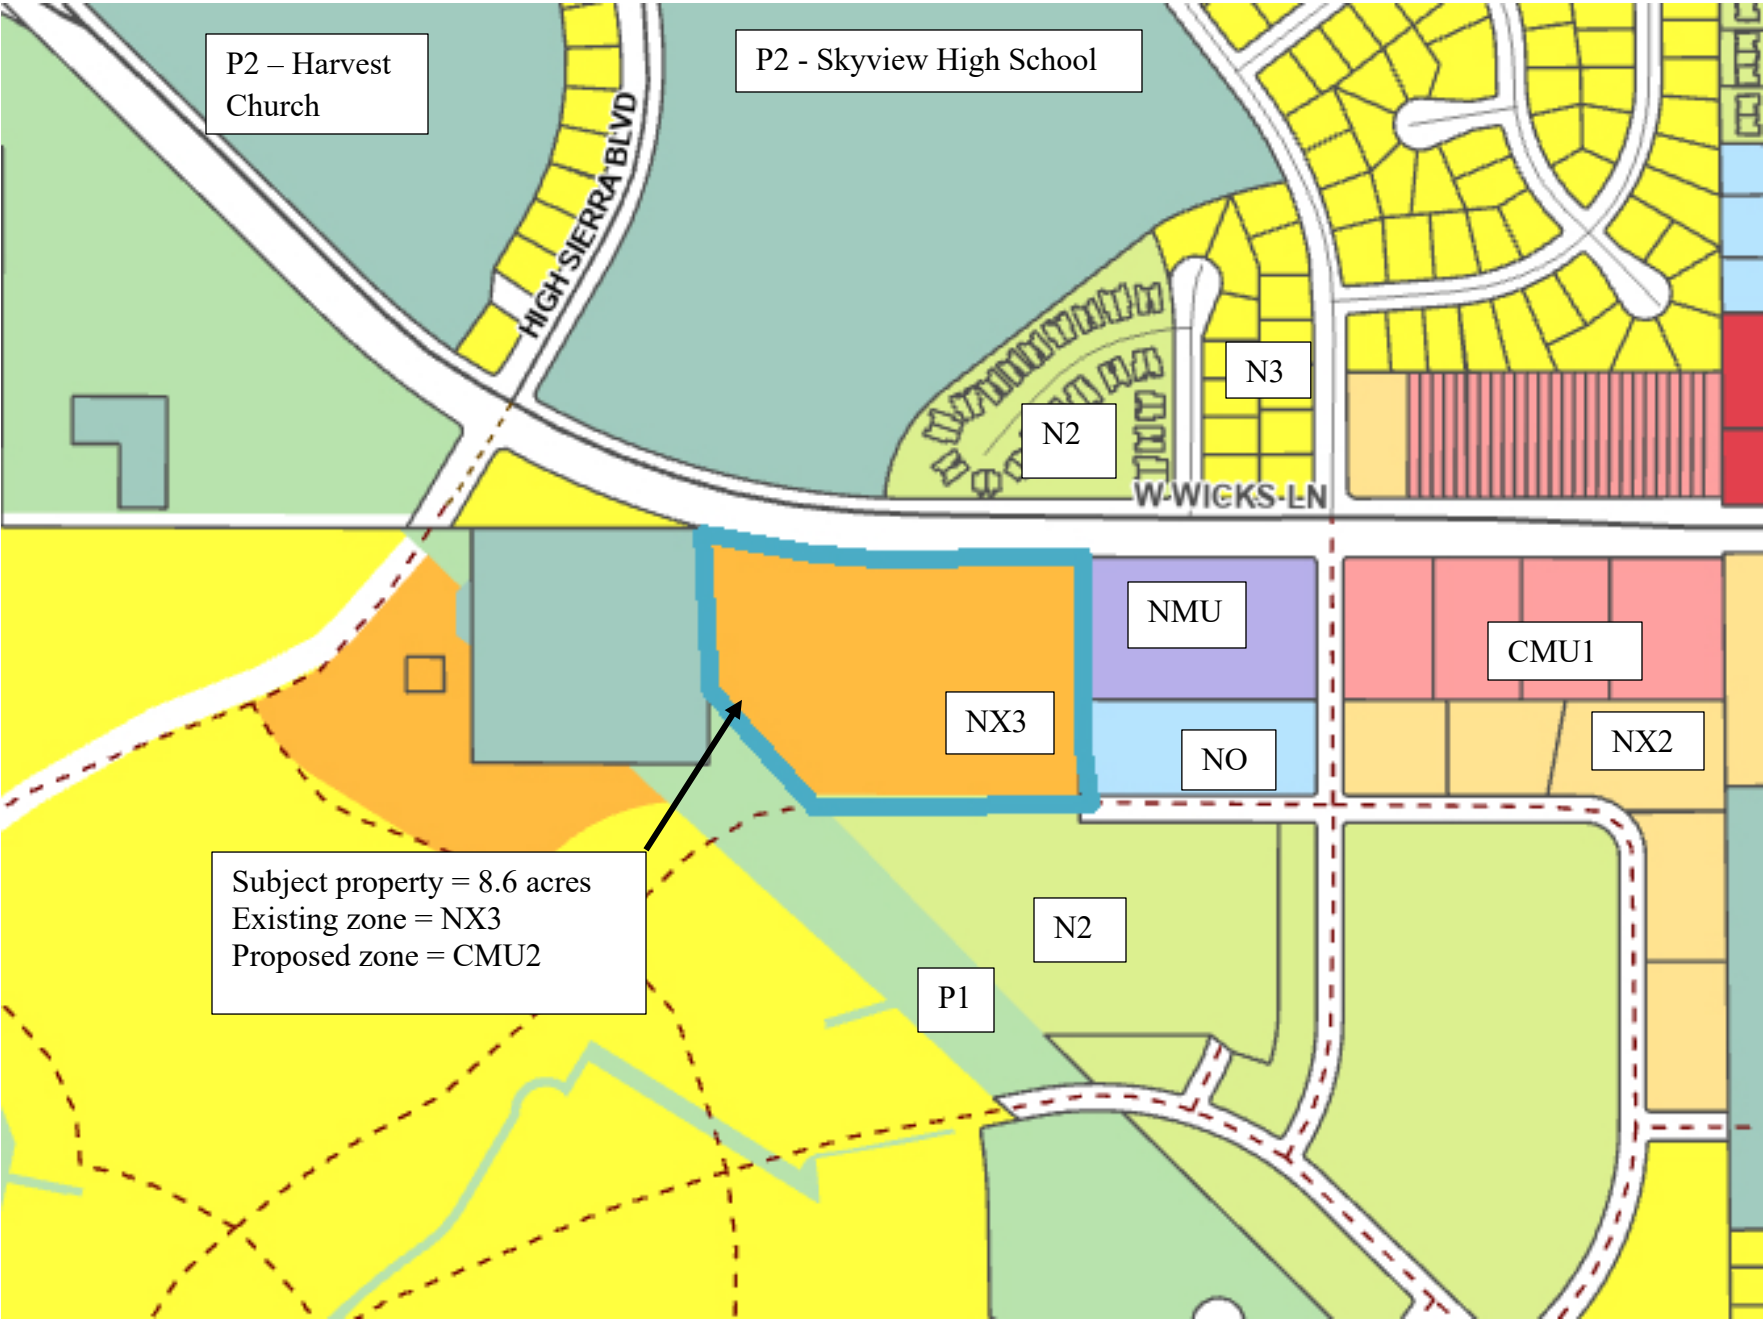 P2 – Harvest
Church
P2 - Skyview High School
HIGH SIERRA BLVD
N3
N2
W WICKS LN
NMU
CMU1
NX3
NX2
NO
Subject property = 8.6 acres
Existing zone = NX3
Proposed zone = CMU2
N2
P1